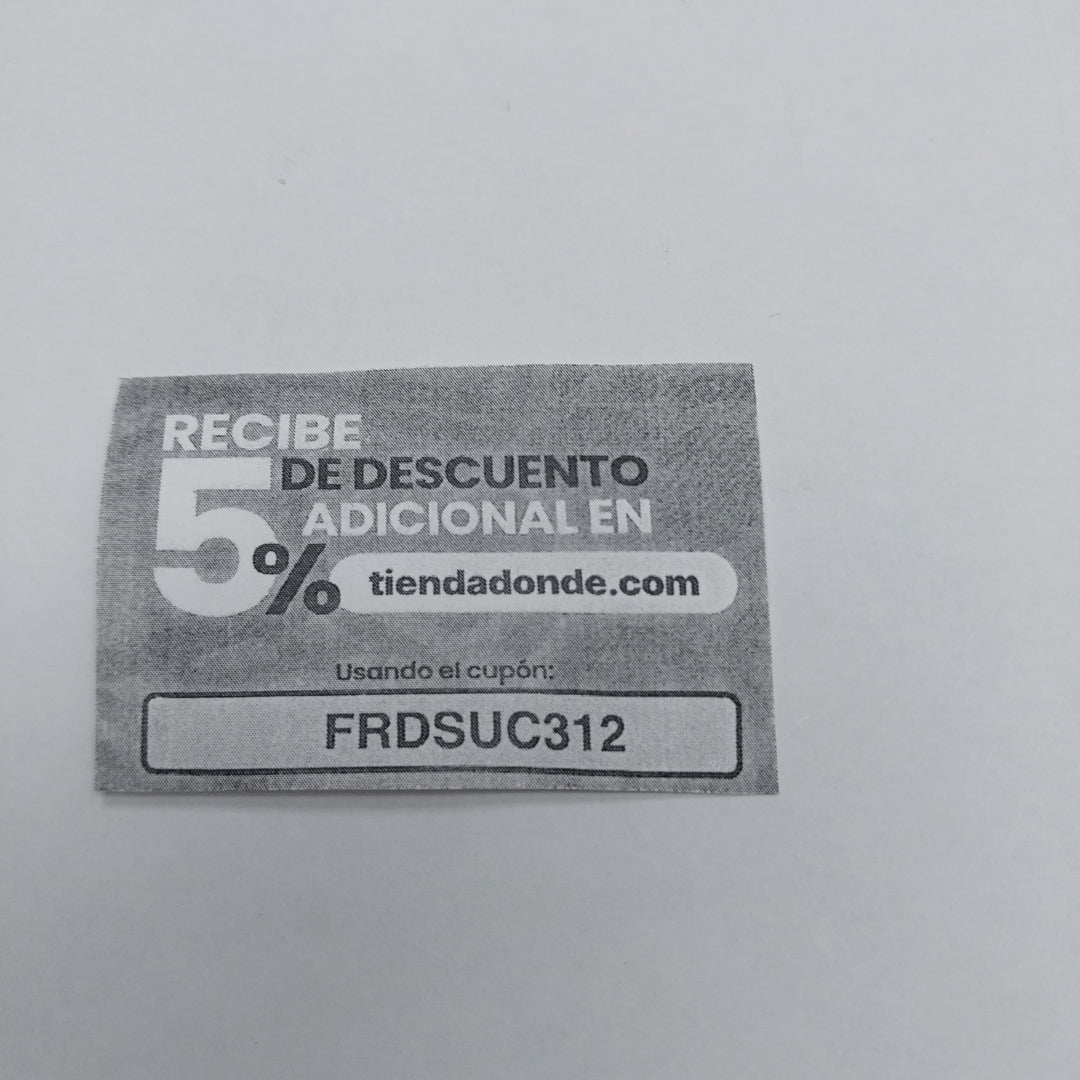 RECIBE
5% DE DESCUENTO
ADICIONAL EN
tiendadonde.com
Usando el cupón:
FRDSUC312